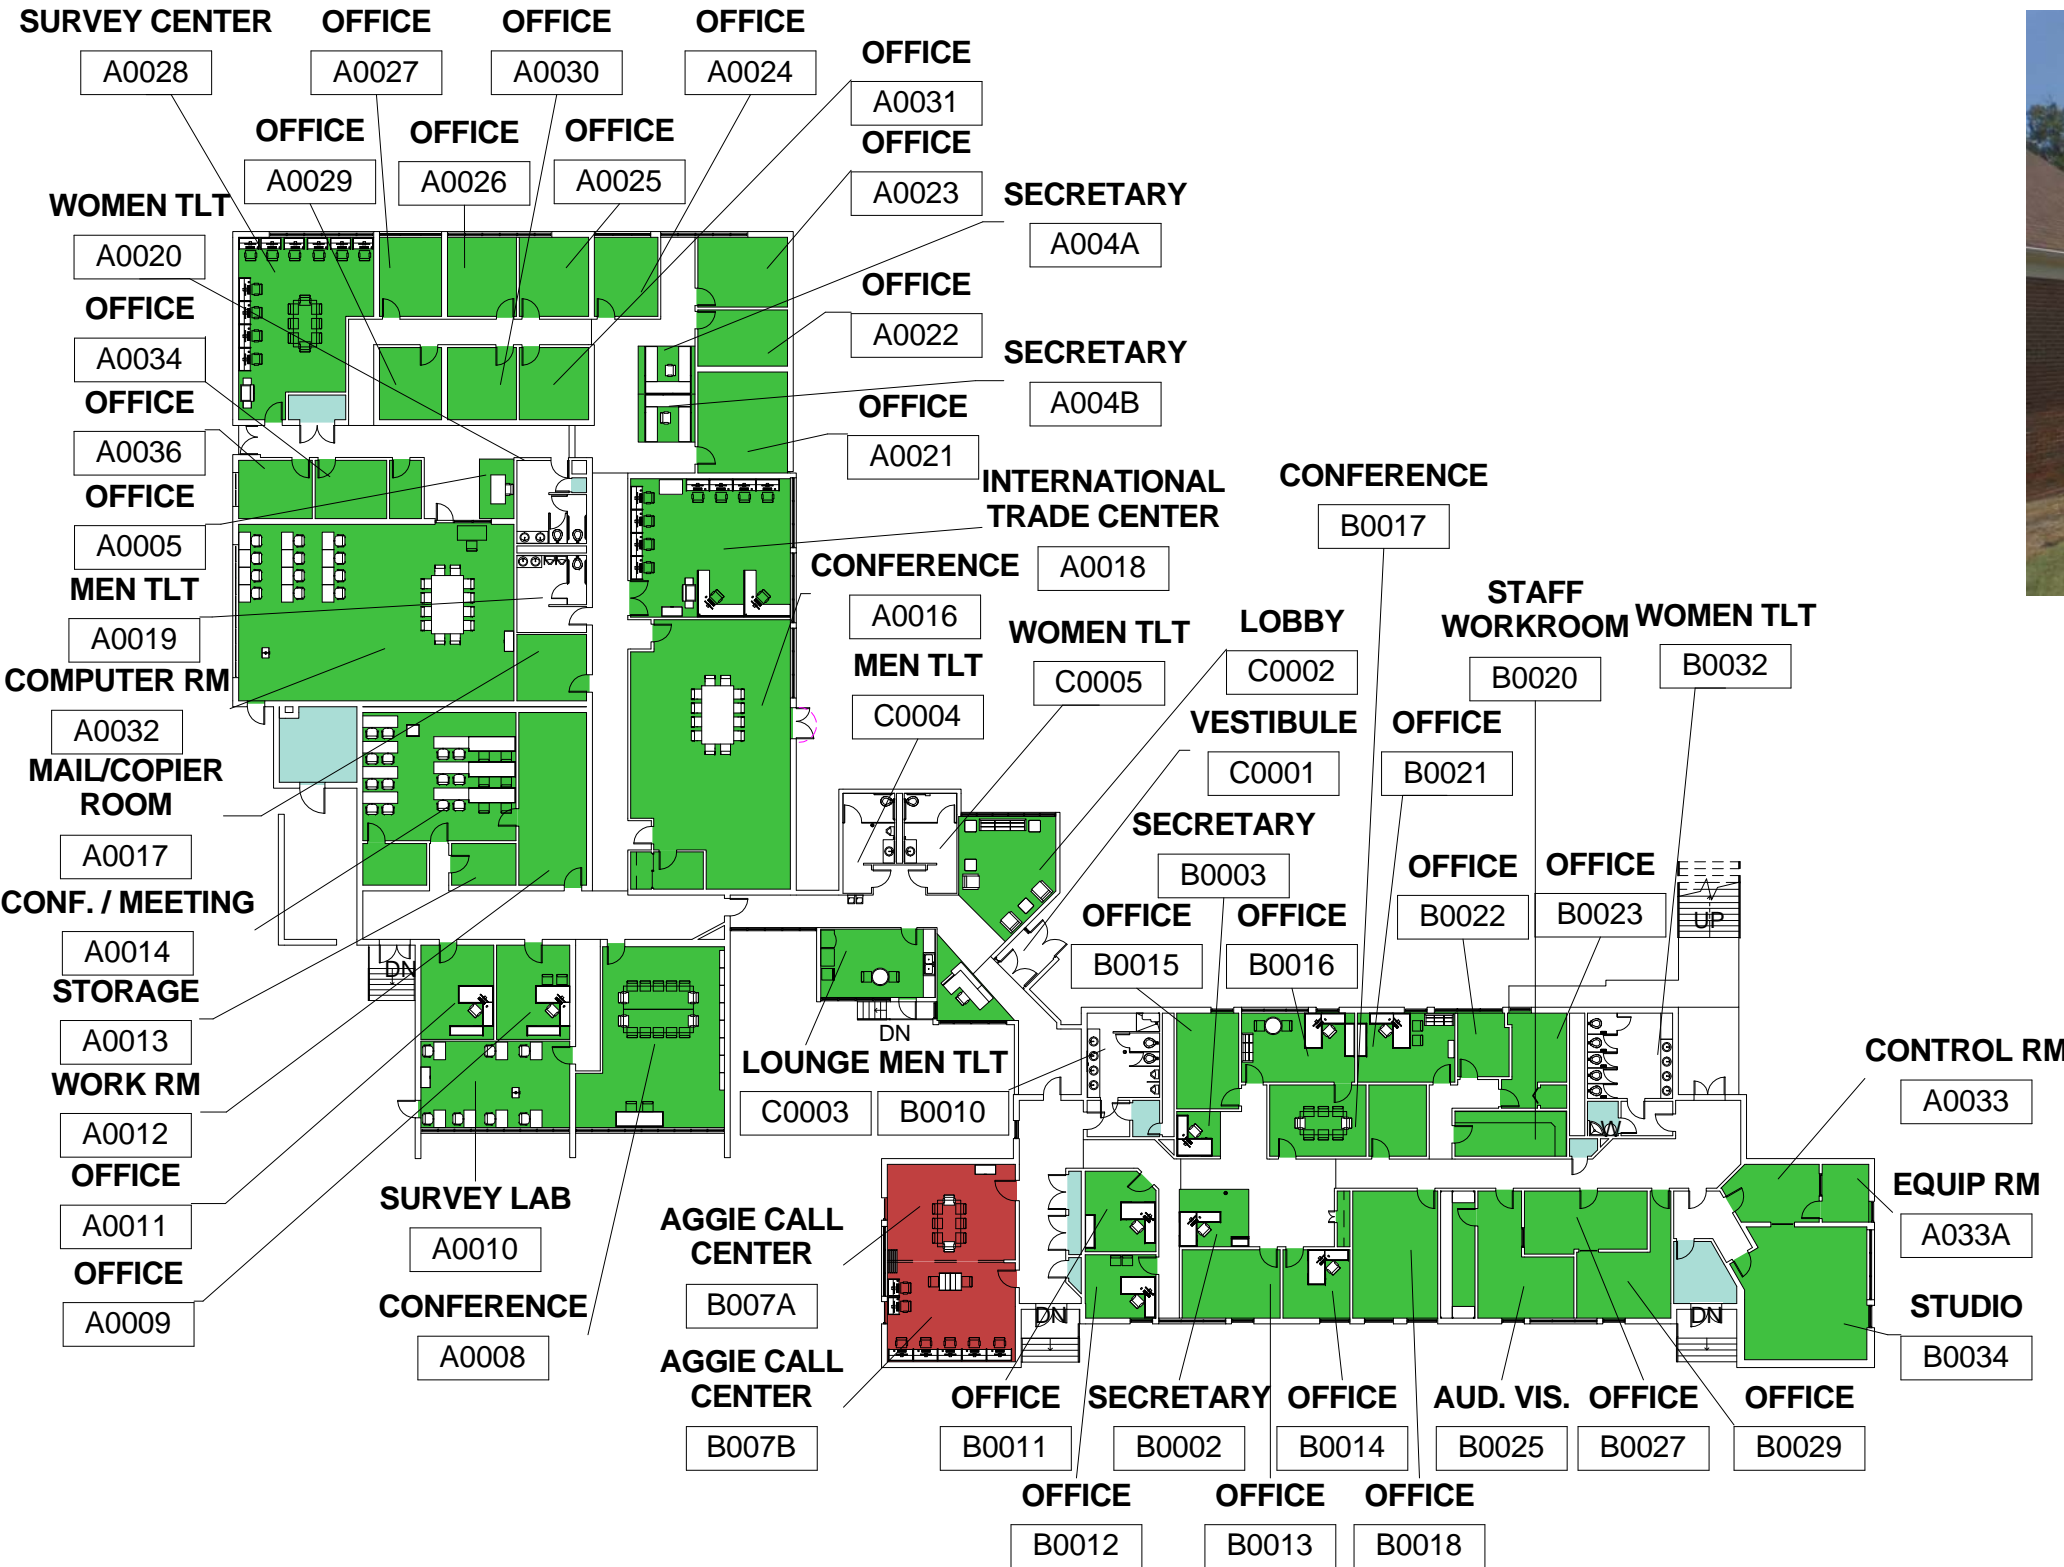 SURVEY CENTER
A0028
OFFICE
A0027
OFFICE
A0030
OFFICE
A0024
OFFICE
A0031
OFFICE
A0029
OFFICE
A0026
OFFICE
A0025
OFFICE
A0023
SECRETARY
A004A
WOMEN TLT
A0020
OFFICE
A0022
OFFICE
A0034
SECRETARY
A004B
OFFICE
A0036
OFFICE
A0021
OFFICE
A0005
INTERNATIONAL
TRADE CENTER
A0018
CONFERENCE
B0017
MEN TLT
A0019
CONFERENCE
A0016
STAFF
WORKROOM
B0020
WOMEN TLT
B0032
WOMEN TLT
C0005
LOBBY
C0002
COMPUTER RM
A0032
MEN TLT
C0004
VESTIBULE
C0001
OFFICE
B0021
MAIL/COPIER
ROOM
A0017
SECRETARY
B0003
OFFICE
B0022
OFFICE
B0023
CONF. / MEETING
A0014
OFFICE
B0015
OFFICE
B0016
UP
DN
STORAGE
A0013
DN
LOUNGE
C0003
MEN TLT
B0010
CONTROL RM
A0033
WORK RM
A0012
OFFICE
A0011
SURVEY LAB
A0010
AGGIE CALL
CENTER
B007A
EQUIP RM
A033A
OFFICE
A0009
CONFERENCE
A0008
DN
DN
STUDIO
B0034
AGGIE CALL
CENTER
B007B
OFFICE
B0011
SECRETARY
B0002
OFFICE
B0014
AUD. VIS.
B0025
OFFICE
B0027
OFFICE
B0029
OFFICE
B0012
OFFICE
B0013
OFFICE
B0018